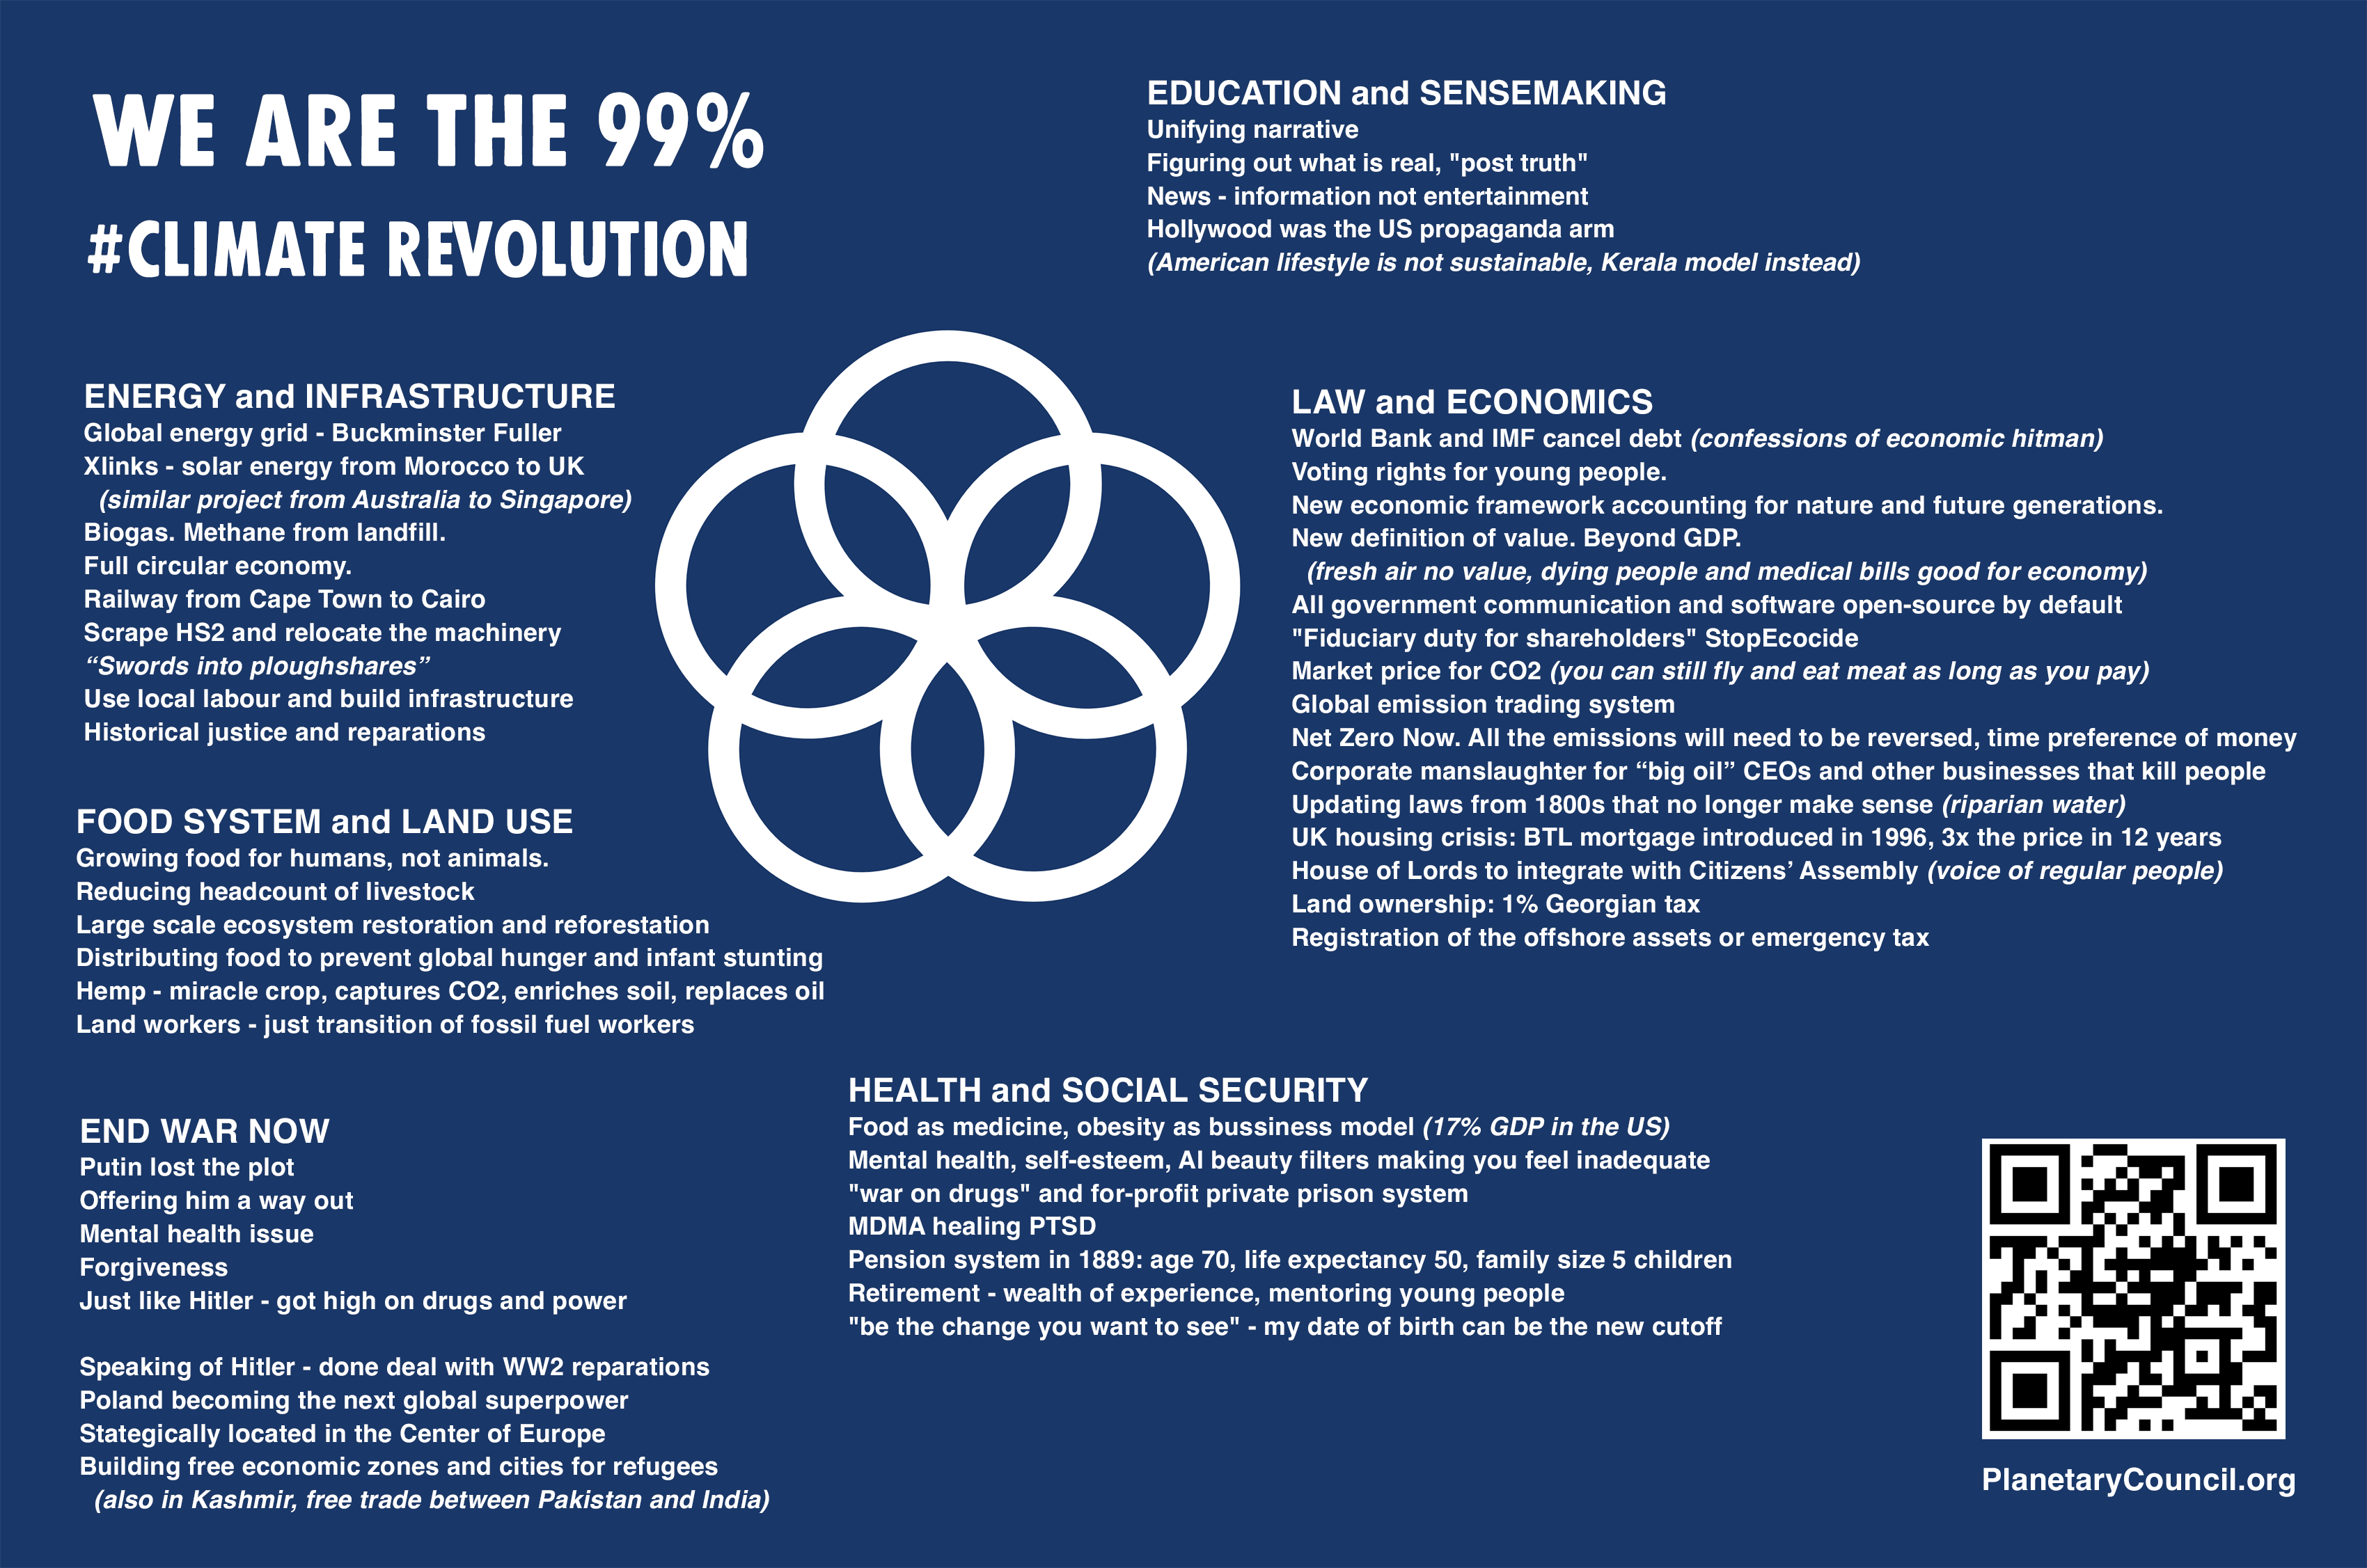 WE ARE THE 99%
#CLIMATE REVOLUTION
EDUCATION and SENSEMAKING
Unifying narrative
Figuring out what is real, "post truth"
News - information not entertainment
Hollywood was the US propaganda arm
(American lifestyle is not sustainable, Kerala model instead)
ENERGY and INFRASTRUCTURE
Global energy grid - Buckminster Fuller
Xlinks - solar energy from Morocco to UK
(similar project from Australia to Singapore)
Biogas. Methane from landfill.
Full circular economy.
Railway from Cape Town to Cairo
Scrape HS2 and relocate the machinery
“Swords into ploughshares”
Use local labour and build infrastructure
Historical justice and reparations
LAW and ECONOMICS
World Bank and IMF cancel debt (confessions of economic hitman)
Voting rights for young people.
New economic framework accounting for nature and future generations.
New definition of value. Beyond GDP.
(fresh air no value, dying people and medical bills good for economy)
All government communication and software open-source by default
"Fiduciary duty for shareholders" StopEcocide
Market price for CO2 (you can still fly and eat meat as long as you pay)
Global emission trading system
Net Zero Now. All the emissions will need to be reversed, time preference of money
Corporate manslaughter for “big oil” CEOs and other businesses that kill people
Updating laws from 1800s that no longer make sense (riparian water)
UK housing crisis: BTL mortgage introduced in 1996, 3x the price in 12 years
House of Lords to integrate with Citizens’ Assembly (voice of regular people)
Land ownership: 1% Georgian tax
Registration of the offshore assets or emergency tax
FOOD SYSTEM and LAND USE
Growing food for humans, not animals.
Reducing headcount of livestock
Large scale ecosystem restoration and reforestation
Distributing food to prevent global hunger and infant stunting
Hemp - miracle crop, captures CO2, enriches soil, replaces oil
Land workers - just transition of fossil fuel workers
END WAR NOW
Putin lost the plot
Offering him a way out
Mental health issue
Forgiveness
Just like Hitler - got high on drugs and power
Speaking of Hitler - done deal with WW2 reparations
Poland becoming the next global superpower
Stategically located in the Center of Europe
Building free economic zones and cities for refugees
(also in Kashmir, free trade between Pakistan and India)
HEALTH and SOCIAL SECURITY
Food as medicine, obesity as bussiness model (17% GDP in the US)
Mental health, self-esteem, AI beauty filters making you feel inadequate
"war on drugs" and for-profit private prison system
MDMA healing PTSD
Pension system in 1889: age 70, life expectancy 50, family size 5 children
Retirement - wealth of experience, mentoring young people
"be the change you want to see" - my date of birth can be the new cutoff
PlanetaryCouncil.org